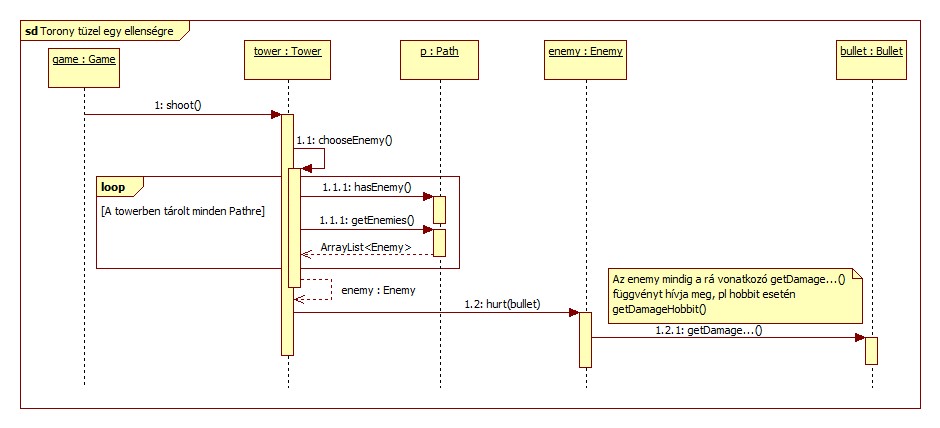 sd Torony tüzel egy ellenségre
game : Game
tower : Tower
p : Path
enemy : Enemy
bullet : Bullet
1: shoot()
1.1: chooseEnemy()
loop
[A towerben tárolt minden Pathre]
1.1.1: hasEnemy()
1.1.1: getEnemies()
ArrayList<Enemy>
enemy : Enemy
Az enemy mindig a rá vonatkozó getDamage...()
függvényt hívja meg, pl hobbit esetén
getDamageHobbit()
1.2: hurt(bullet)
1.2.1: getDamage...()